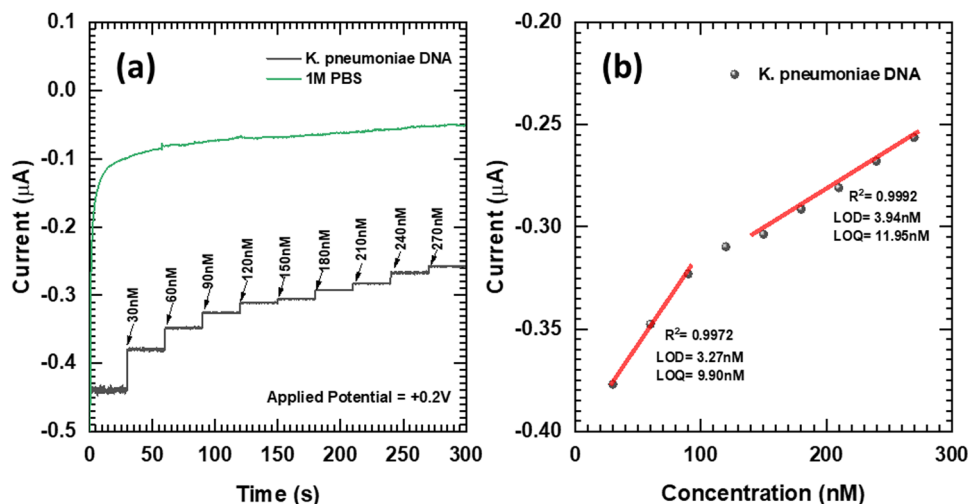 (a)
K. pneumoniae DNA
1M PBS
0.1
0.0
-0.1
-0.2
-0.3
-0.4
-0.5
Current (μA)
30nM
60nM
90nM
120nM
150nM
180nM
210nM
240nM
270nM
Applied Potential = +0.2V
0
50
100
150
200
250
300
Time (s)
(b)
K. pneumoniae DNA
-0.20
-0.25
-0.30
-0.35
-0.40
Current (μA)
R²= 0.9992
LOD= 3.94nM
LOQ= 11.95nM
R²= 0.9972
LOD= 3.27nM
LOQ= 9.90nM
0
100
200
300
Concentration (nM)